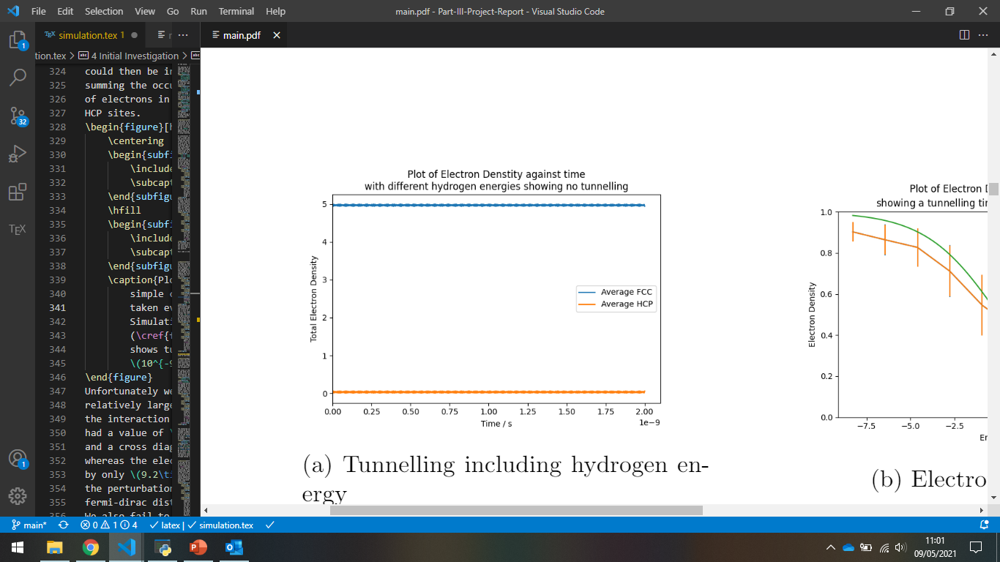 File Edit Selection View Go Run Terminal Help
main.pdf - Part-III-Project-Report - Visual Studio Code
TEX simulation.tex 1
main.pdf
tion.tex > 4 Initial Investigation >
324 could then be in
325 summing the occu
326 of electrons in
327 HCP sites.
328 \begin{figure}[h
329 \centering
330 \begin{subfi
331 \include
332 \subcapt
333 \end{subfigu
334 \hfill
335 \begin{subfi
336 \include
337 \subcapt
338 \end{subfigu
339 \caption{Plo
340 simple c
341 taken ev
342 Simulati
343 (\cref{f
344 shows tu
345 \(10^{-9
346 \end{figure}
347 Unfortunately we
348 relatively large
349 the interaction
350 had a value of \
351 and a cross diag
352 whereas the elec
353 by only \(9.2\ti
354 the perturbation
355 fermi-dirac dist
356 We also fail to
1
32
TEX
1
Plot of Electron Denstity against time
with different hydrogen energies showing no tunnelling
Total Electron Density
5
4
3
2
1
0
Average FCC
Average HCP
0.00 0.25 0.50 0.75 1.00 1.25 1.50 1.75 2.00
Time / s
1e−9
(a) Tunnelling including hydrogen en-
ergy
Plot of Electron D
showing a tunnelling tim
Electron Density
1.0
0.8
0.6
0.4
0.2
0.0
−7.5 −5.0 −2.5
En
(b) Electro
main* 0 1 4 latex | simulation.tex
11:01
09/05/2021